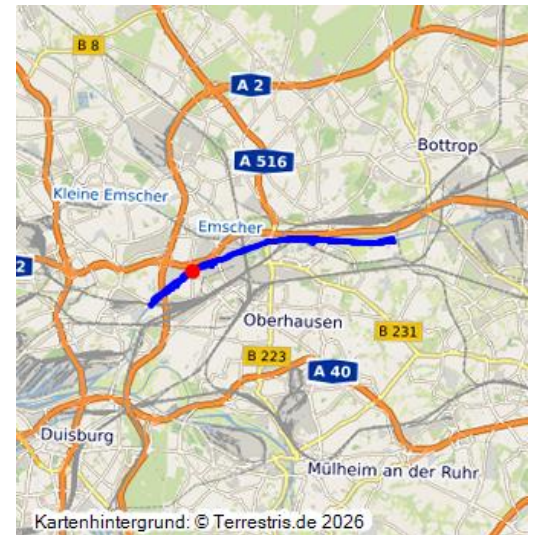 B 8
A 2
Bottrop
A 516
Kleine Emscher
Emscher
2
Oberhausen
B 231
B 223
A 40
Duisburg
Mülheim an der Ruhr
Kartenhintergrund: © Terrestris.de 2026